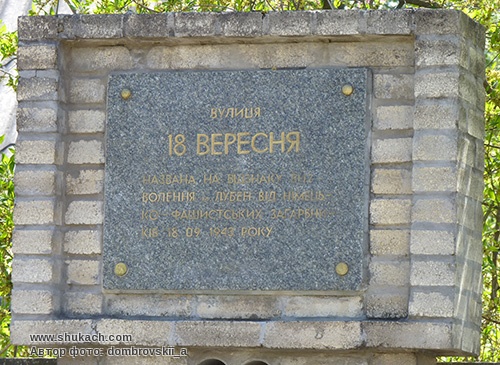 ВУЛИЦЯ
18 ВЕРЕСНЯ
НАЗВАНА НА ВІДЗНАКУ
ВОЛЕННЯ ЛУБЕН ВІД НІМЕЦЬ-
КО ФАШИСТСЬКИХ ЗАГАРБНИ-
КІВ 18.09.1943 РОКУ
www.shukach.com
Автор фото: dombrovskii_a